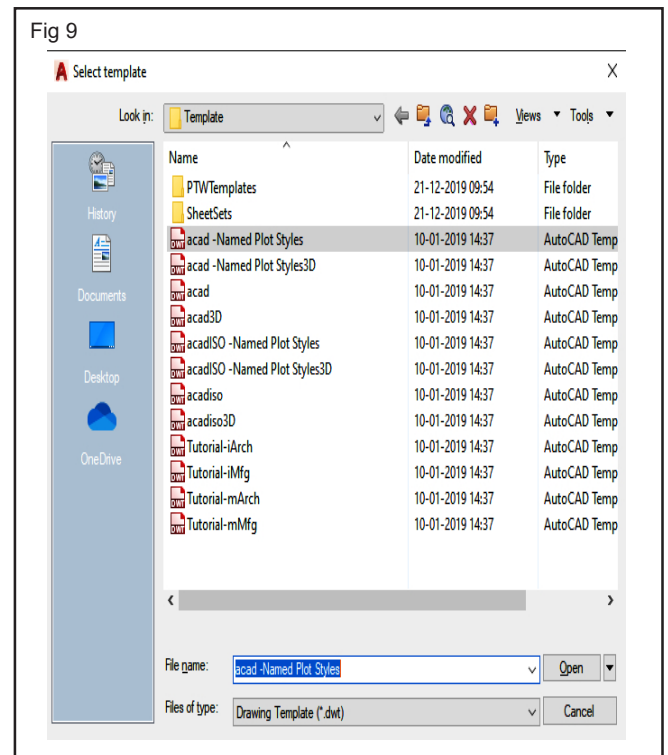 Fig 9
A Select template X
Look in: Template Views Tools
Name Date modified Type
PTWTemplates 21-12-2019 09:54 File folder
SheetSets 21-12-2019 09:54 File folder
acad -Named Plot Styles 10-01-2019 14:37 AutoCAD Temp
acad -Named Plot Styles3D 10-01-2019 14:37 AutoCAD Temp
acad 10-01-2019 14:37 AutoCAD Temp
acad3D 10-01-2019 14:37 AutoCAD Temp
acadISO -Named Plot Styles 10-01-2019 14:37 AutoCAD Temp
acadISO -Named Plot Styles3D 10-01-2019 14:37 AutoCAD Temp
acadiso 10-01-2019 14:37 AutoCAD Temp
acadiso3D 10-01-2019 14:37 AutoCAD Temp
Tutorial-iArch 10-01-2019 14:37 AutoCAD Temp
Tutorial-iMfg 10-01-2019 14:37 AutoCAD Temp
Tutorial-mArch 10-01-2019 14:37 AutoCAD Temp
Tutorial-mMfg 10-01-2019 14:37 AutoCAD Temp
History
Documents
Desktop
OneDrive
File name: acad -Named Plot Styles Open
Files of type: Drawing Template (*.dwt) Cancel